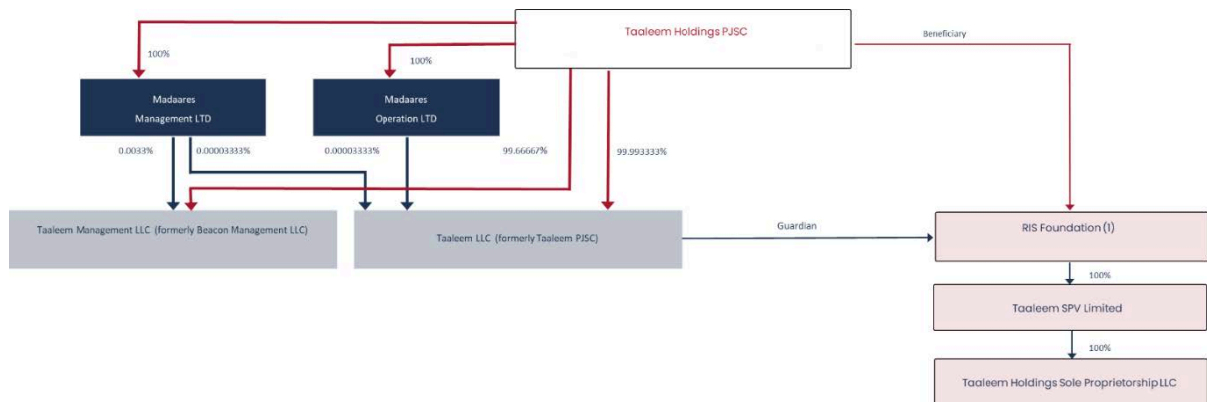 Taaleem Holdings PJSC
Beneficiary
100%
100%
Madaares
Management LTD
Madaares
Operation LTD
0.0033%
0.00003333%
0.00003333%
99.66667%
99.993333%
Taaleem Management LLC (formerly Beacon Management LLC)
Taaleem LLC (formerly Taaleem PJSC)
Guardian
RIS Foundation (1)
100%
Taaleem SPV Limited
100%
Taaleem Holdings Sole Proprietorship LLC